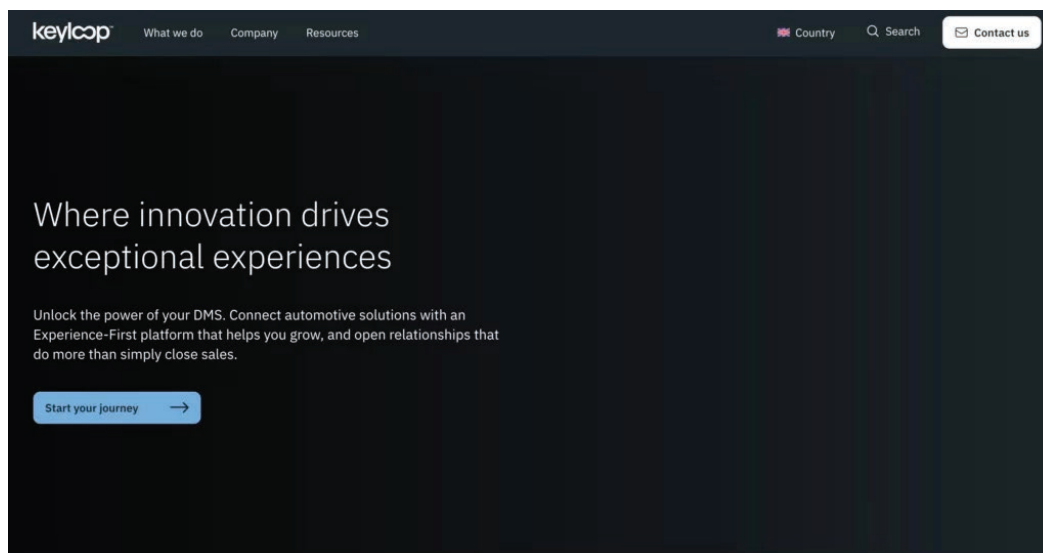 keyloop
What we do
Company
Resources
Country
Search
Contact us
Where innovation drives
exceptional experiences
Unlock the power of your DMS. Connect automotive solutions with an
Experience-First platform that helps you grow, and open relationships that
do more than simply close sales.
Start your journey